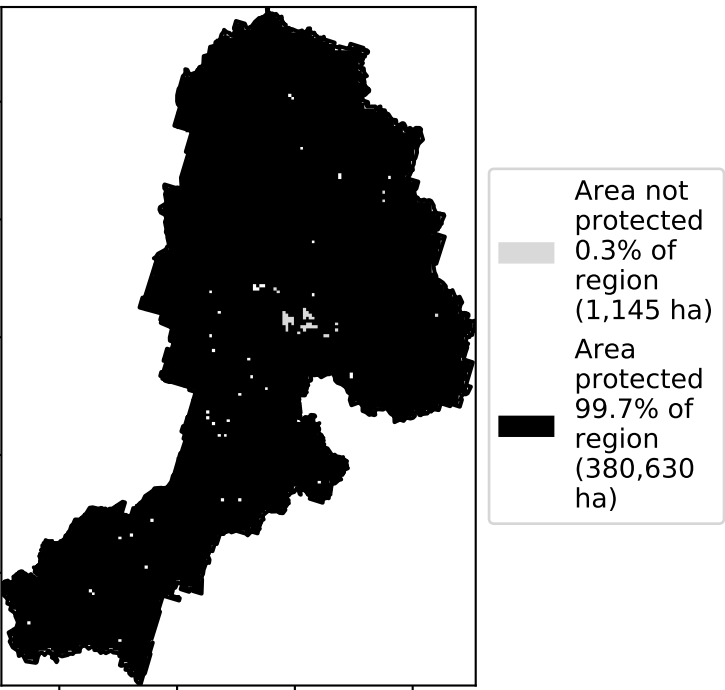 Area not
protected
0.3% of
region
(1,145 ha)
Area
protected
99.7% of
region
(380,630
ha)